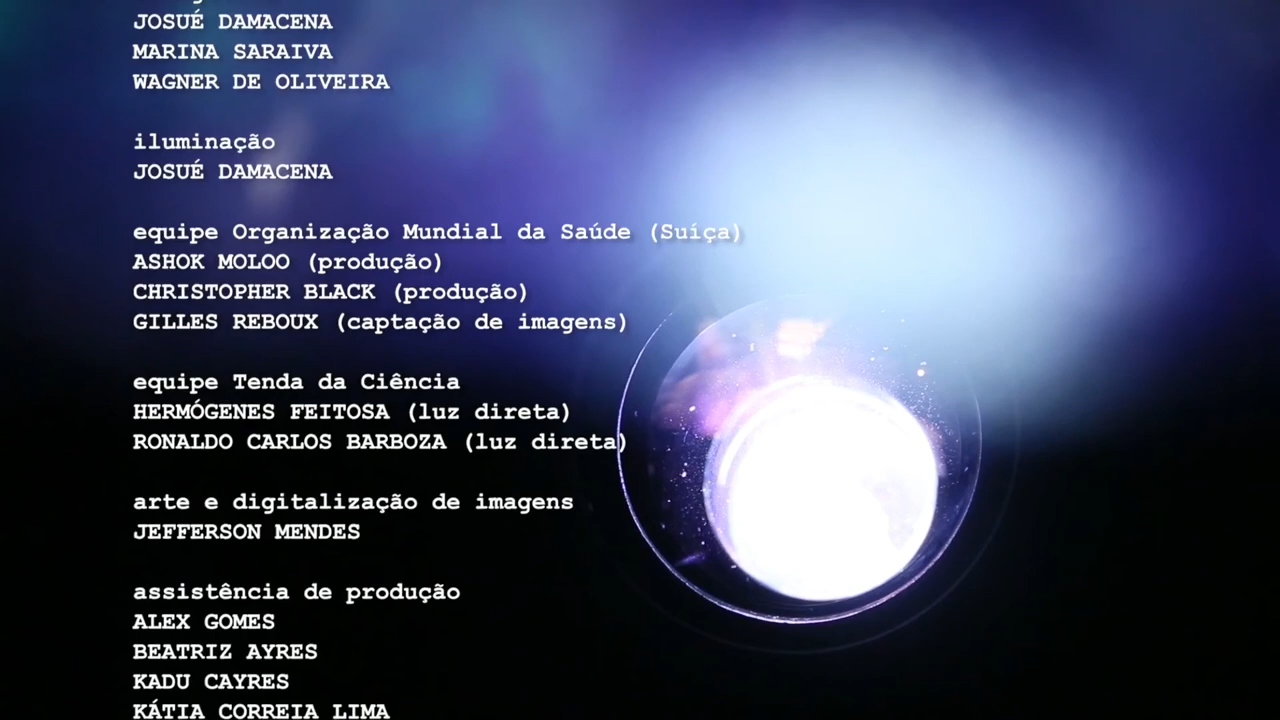 JOSUÉ DAMACENA
MARINA SARAIVA
WAGNER DE OLIVEIRA
iluminação
JOSUÉ DAMACENA
equipe Organização Mundial da Saúde (Suíça)
ASHOK MOLOO (produção)
CHRISTOPHER BLACK (produção)
GILLES REBOUX (captação de imagens)
equipe Tenda da Ciência
HERMÓGENES FEITOSA (luz direta)
RONALDO CARLOS BARBOZA (luz direta)
arte e digitalização de imagens
JEFFERSON MENDES
assistência de produção
ALEX GOMES
BEATRIZ AYRES
KADU CAYRES
KÁTIA CORREIA LIMA